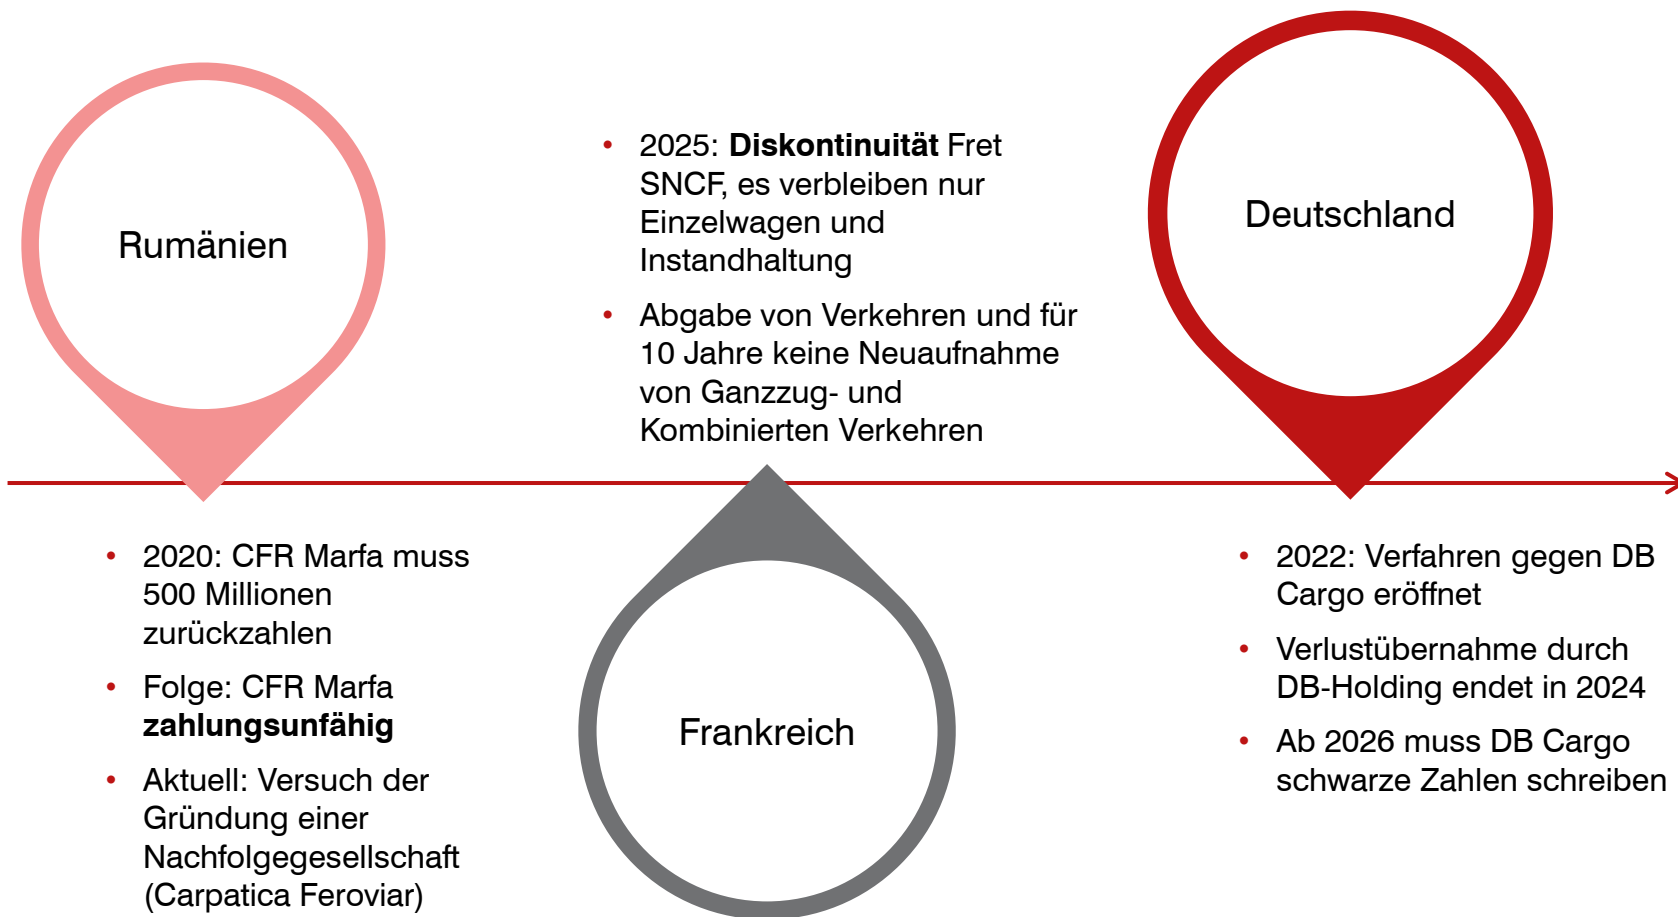 Rumänien
• 2020: CFR Marfa muss
500 Millionen
zurückzahlen
• Folge: CFR Marfa
zahlungsunfähig
• Aktuell: Versuch der
Gründung einer
Nachfolgegesellschaft
(Carpatica Feroviar)
• 2025: Diskontinuität Fret
SNCF, es verbleiben nur
Einzelwagen und
Instandhaltung
• Abgabe von Verkehren und für
10 Jahre keine Neuaufnahme
von Ganzzug- und
Kombinierten Verkehren
Frankreich
Deutschland
• 2022: Verfahren gegen DB
Cargo eröffnet
• Verlustübernahme durch
DB-Holding endet in 2024
• Ab 2026 muss DB Cargo
schwarze Zahlen schreiben